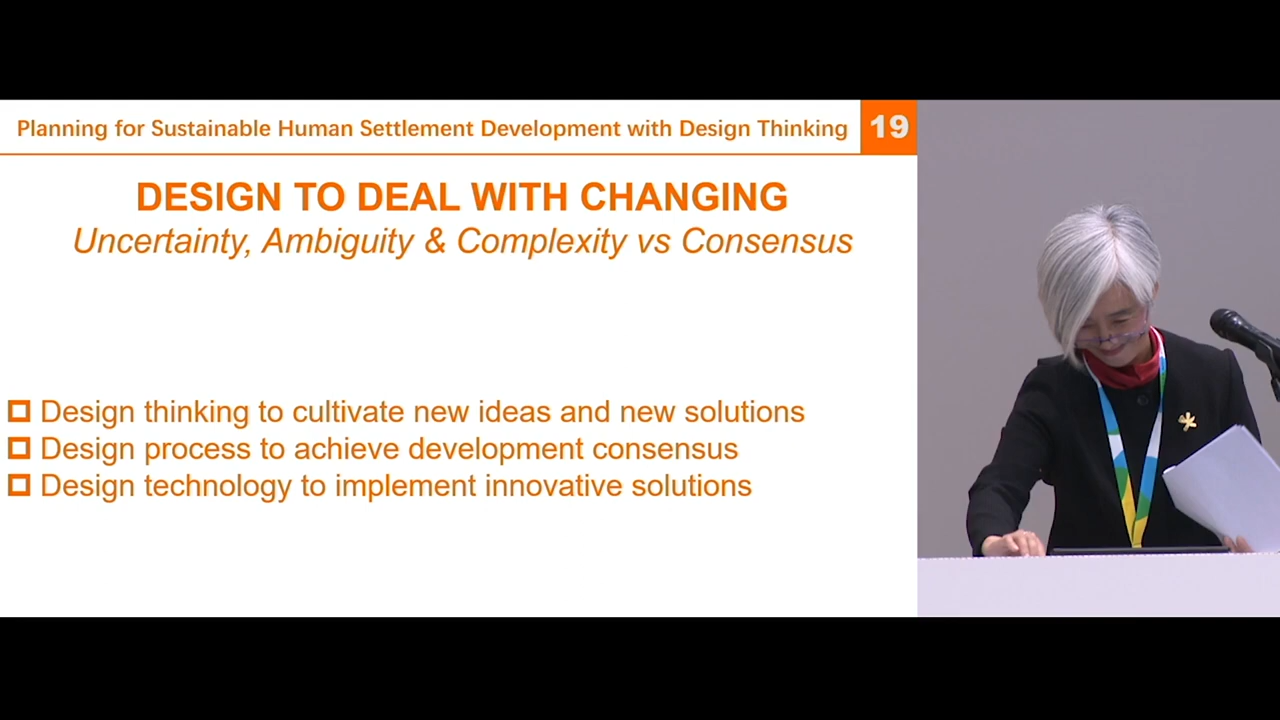 Planning for Sustainable Human Settlement Development with Design Thinking
19
DESIGN TO DEAL WITH CHANGING
Uncertainty, Ambiguity & Complexity vs Consensus
Design thinking to cultivate new ideas and new solutions
Design process to achieve development consensus
Design technology to implement innovative solutions